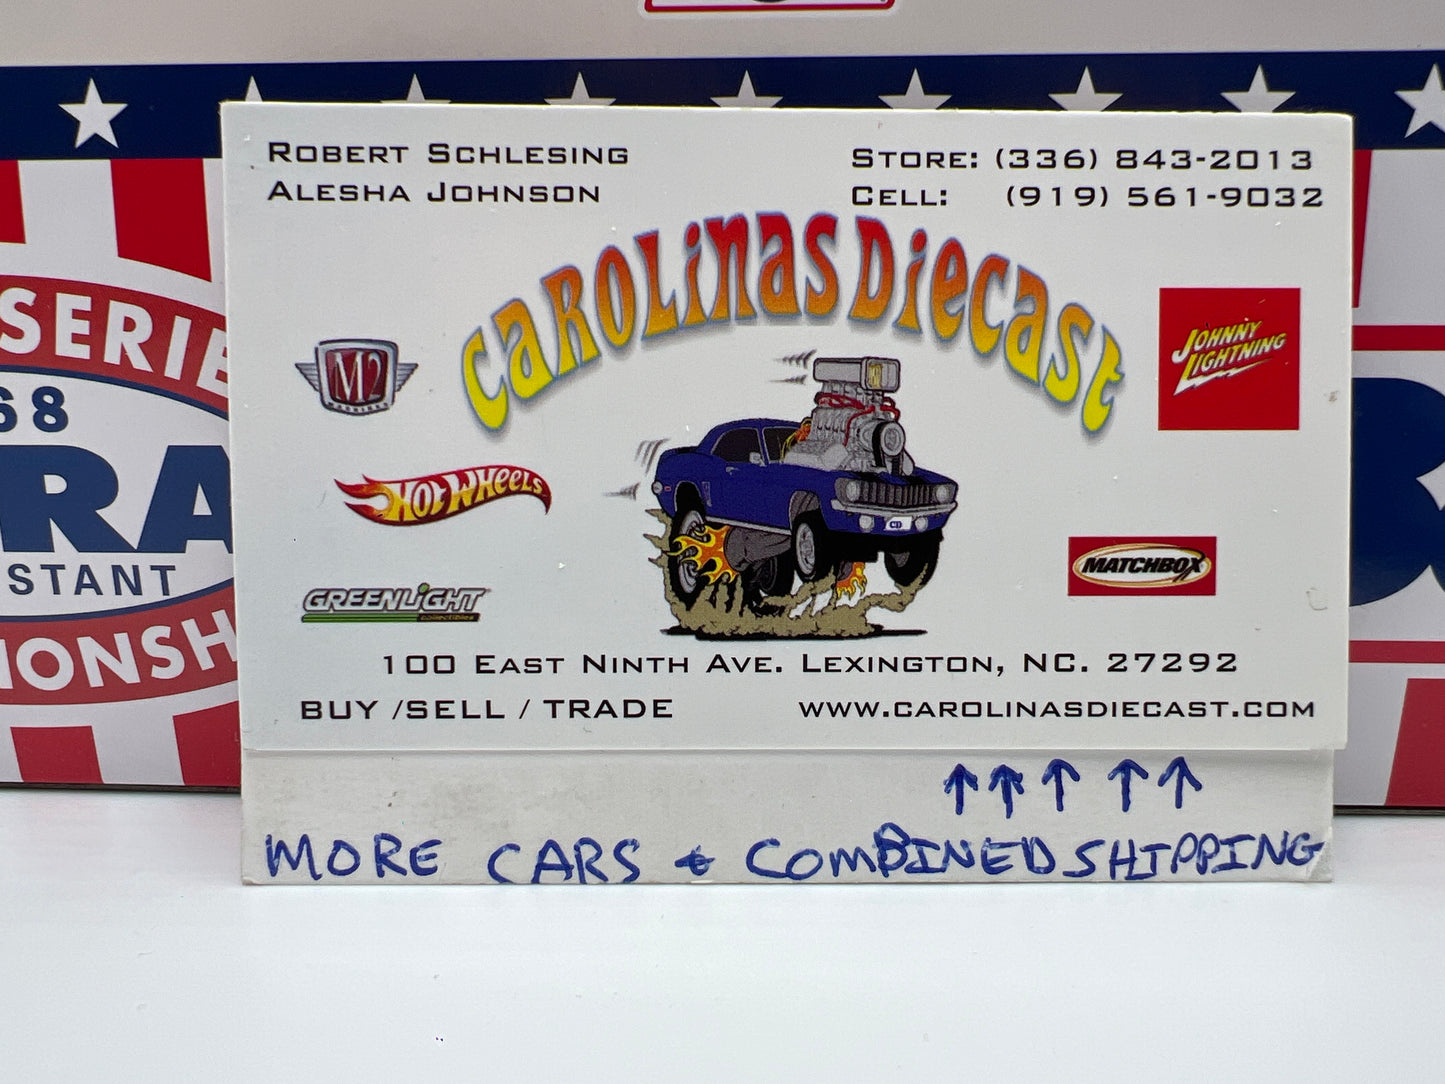 ROBERT SCHLESING
ALESHA JOHNSON
STORE: (336) 843-2013
CELL: (919) 561-9032
CAROLINAS DIECAST
M2
MACHINES
HOT WHEELS
GREENLIGHT
collectibles
JOHNNY
LIGHTNING
MATCHBOX
100 EAST NINTH AVE. LEXINGTON, NC. 27292
BUY /SELL / TRADE
WWW.CAROLINASDIECAST.COM
↑↑↑ ↑↑
MORE CARS & COMBINED SHIPPING
SERIE
68
RA
STANT
IONSH